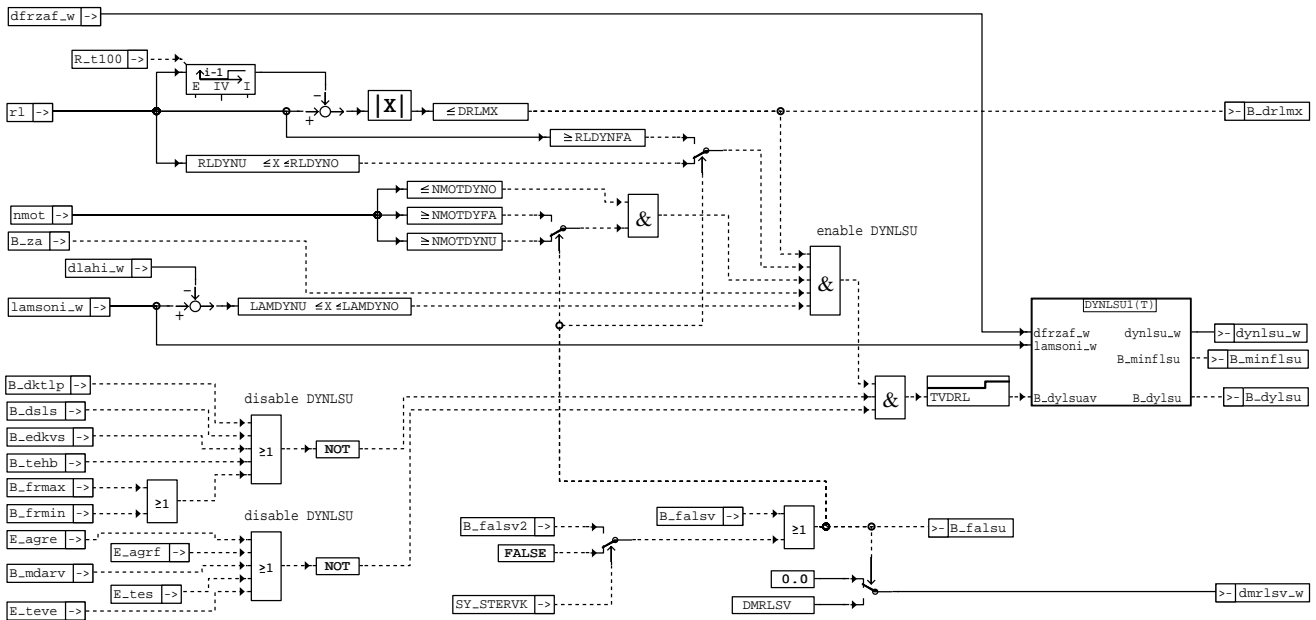 dfrzaf_w ->
R_t100 ->
i-1
E IV I
rl ->
−
+
|X|
≤ DRLMX
>- B_drlmx
≥ RLDYNFA
RLDYNU ≤X ≤RLDYNO
≤ NMOTDYNO
nmot ->
≥ NMOTDYFA
&
B_za ->
≥ NMOTDYNU
enable DYNLSU
dlahi_w ->
−
&
lamsoni_w ->
+
LAMDYNU ≤X ≤LAMDYNO
DYNLSU1(T)
dfrzaf_w
dynlsu_w
>- dynlsu_w
lamsoni_w
B_minflsu
>- B_minflsu
B_dylsuav
B_dylsu
>- B_dylsu
B_dktlp ->
disable DYNLSU
&
TVDRL
B_dsls ->
B_edkvs ->
≥1
NOT
B_tehb ->
B_frmax ->
≥1
B_frmin ->
disable DYNLSU
B_falsv2 ->
B_falsv ->
≥1
>- B_falsu
E_agre ->
E_agrf ->
FALSE
≥1
NOT
B_mdarv ->
0.0
E_tes ->
SY_STERVK ->
DMRLSV
>- dmrlsv_w
E_teve ->